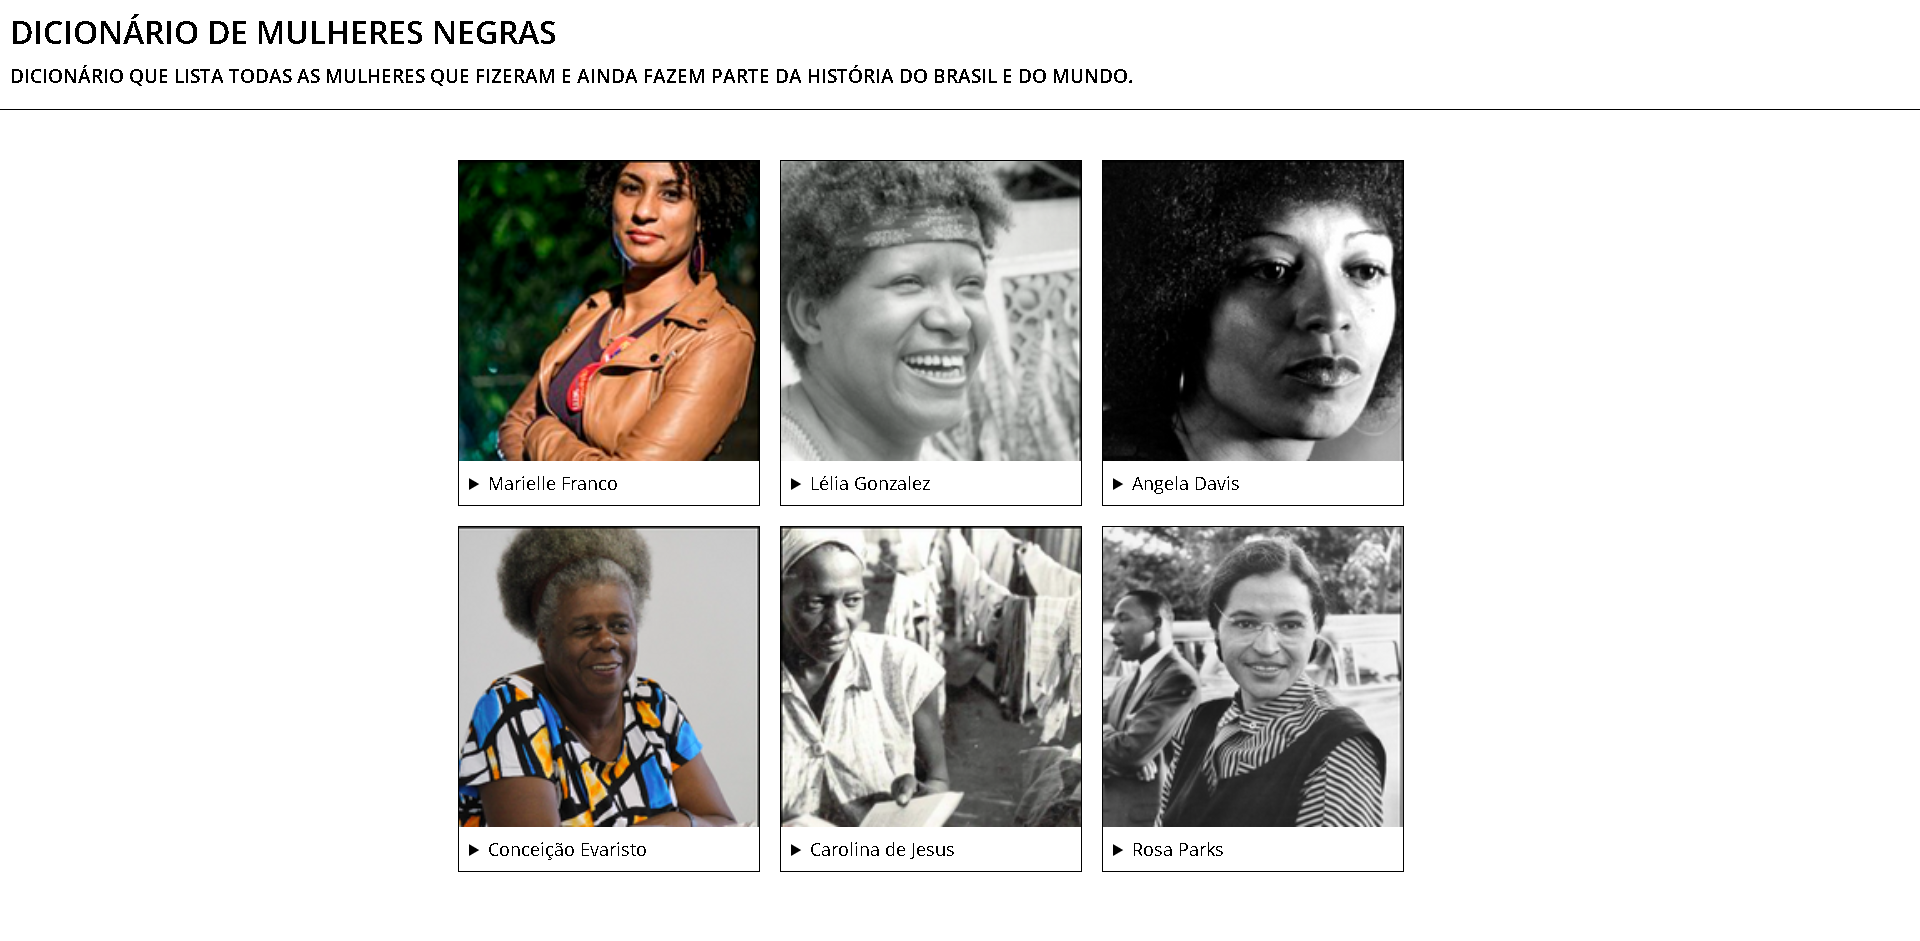 DICIONÁRIO DE MULHERES NEGRAS
DICIONÁRIO QUE LISTA TODAS AS MULHERES QUE FIZERAM E AINDA FAZEM PARTE DA HISTÓRIA DO BRASIL E DO MUNDO.
Marielle Franco
Lélia Gonzalez
Angela Davis
Conceição Evaristo
Carolina de Jesus
Rosa Parks